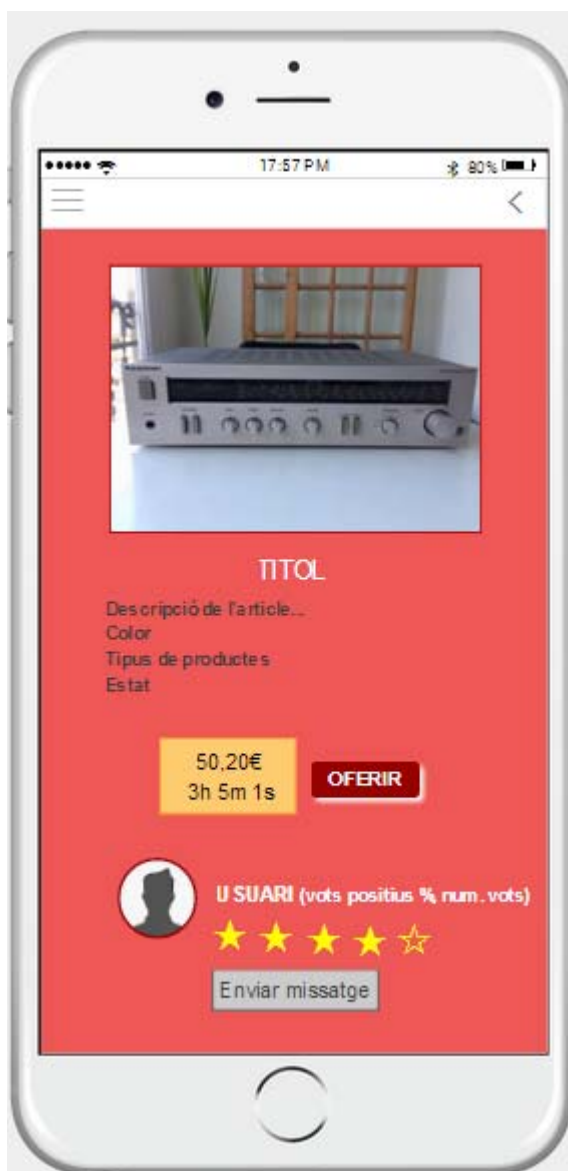 17:57 PM
80%
TITOL
Descripció de l'article...
Color
Tipus de productes
Estat
50,20€
3h 5m 1s
OFERIR
USUARI (vots positius %, num. vots)
Enviar missatge